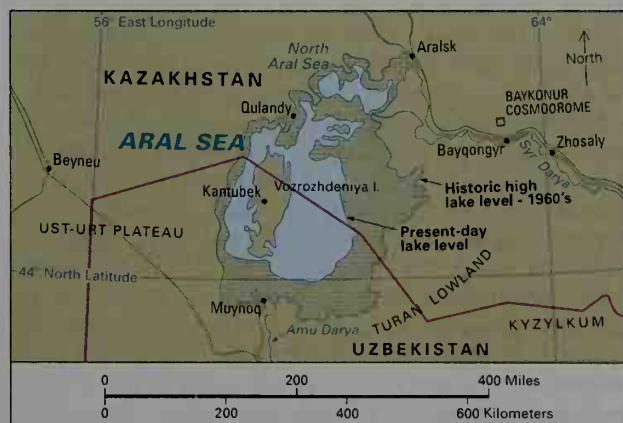 56° East Longitude
64°
North
North
Aral Sea
Aralsk
KAZAKHSTAN
BAYKONUR
COSMODROME
Qulandy
ARAL SEA
Bayqongyr
Zhosaly
Syr Darya
Beyneu
Kantubek
Vozrozhdeniya I.
Historic high
lake level - 1960's
UST-URT PLATEAU
Present-day
lake level
44° North Latitude
TURAN LOWLAND
Muynoq
Amu Darya
KYZYLKUM
UZBEKISTAN
0 200 400 Miles
0 200 400 600 Kilometers